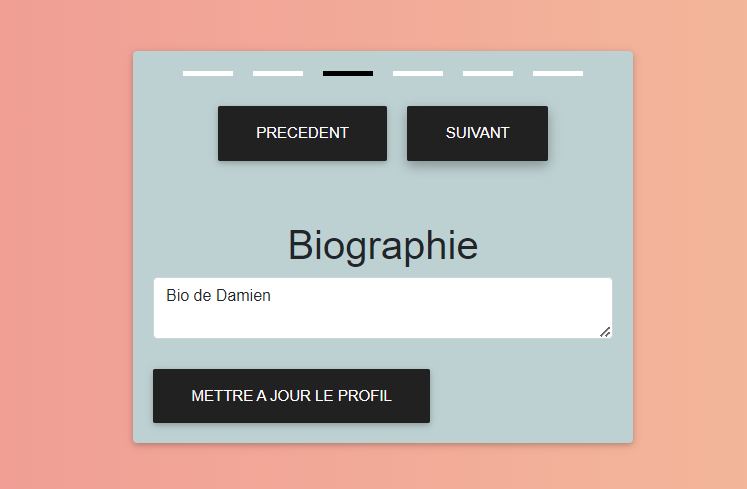 PRECEDENT
SUIVANT
Biographie
Bio de Damien
METTRE A JOUR LE PROFIL